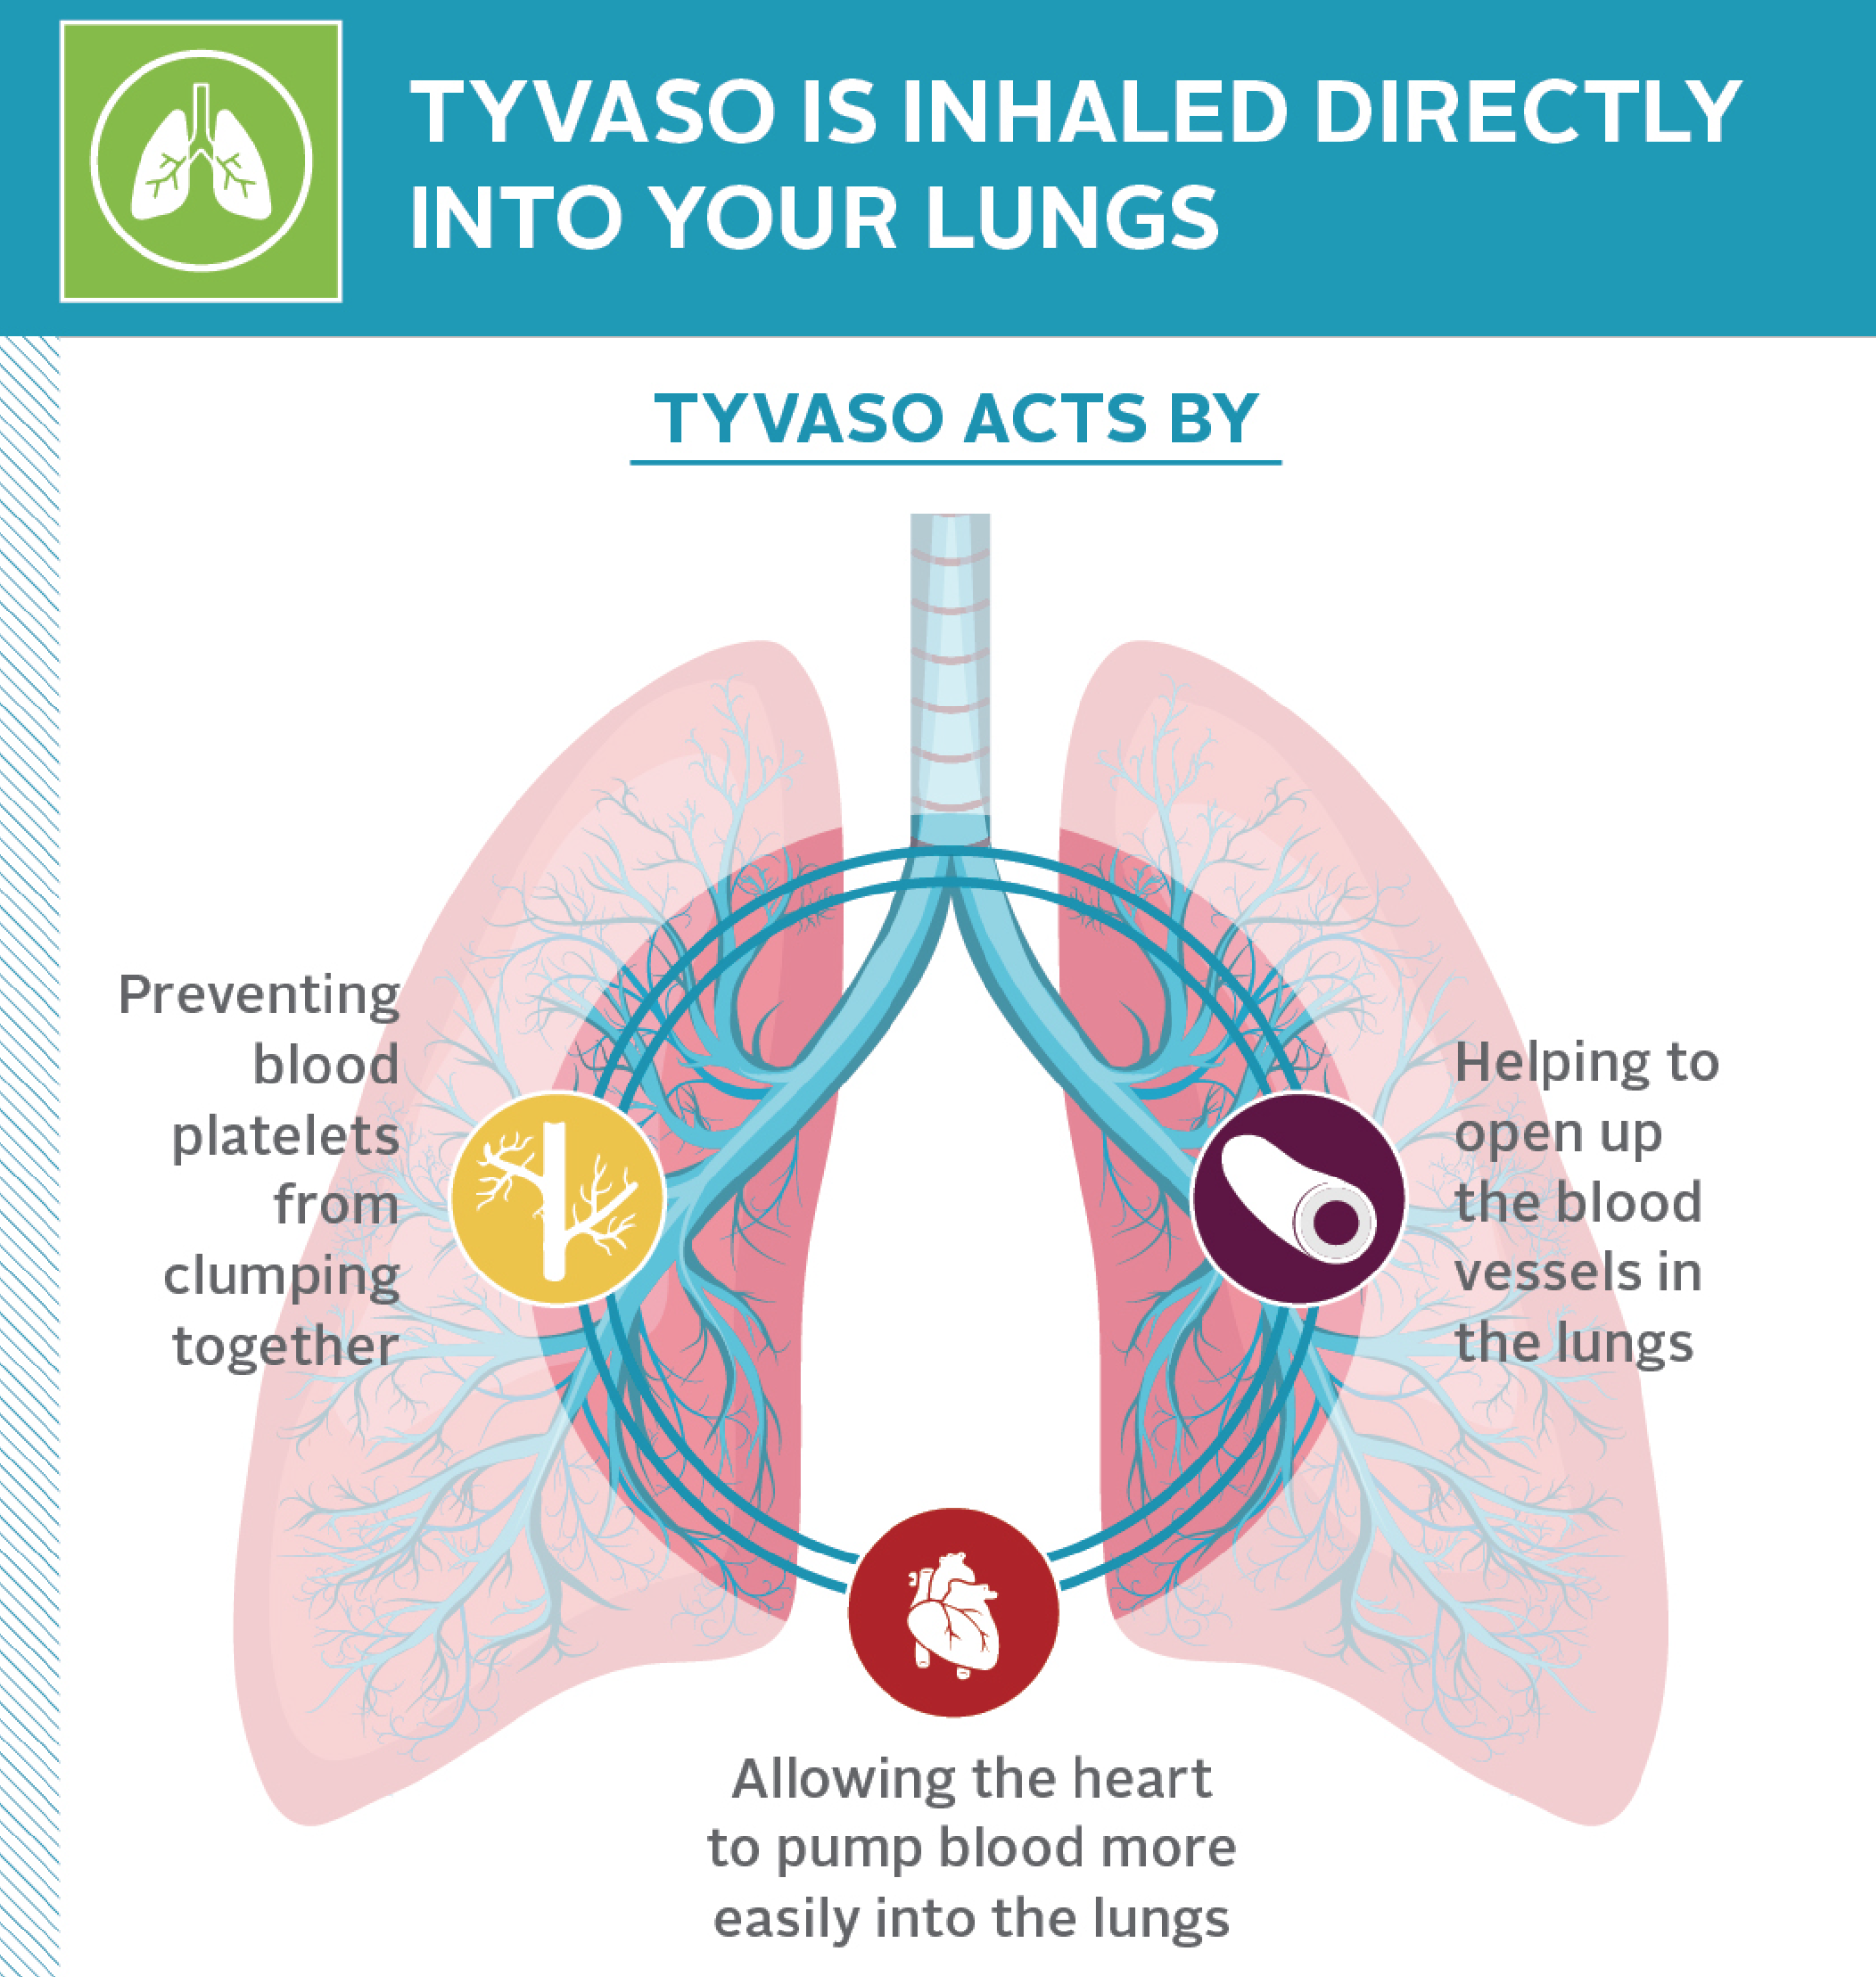 TYVASO IS INHALED DIRECTLY
INTO YOUR LUNGS
TYVASO ACTS BY
Preventing
blood
platelets
from
clumping
together
Helping to
open up
the blood
vessels in
the lungs
Allowing the heart
to pump blood more
easily into the lungs